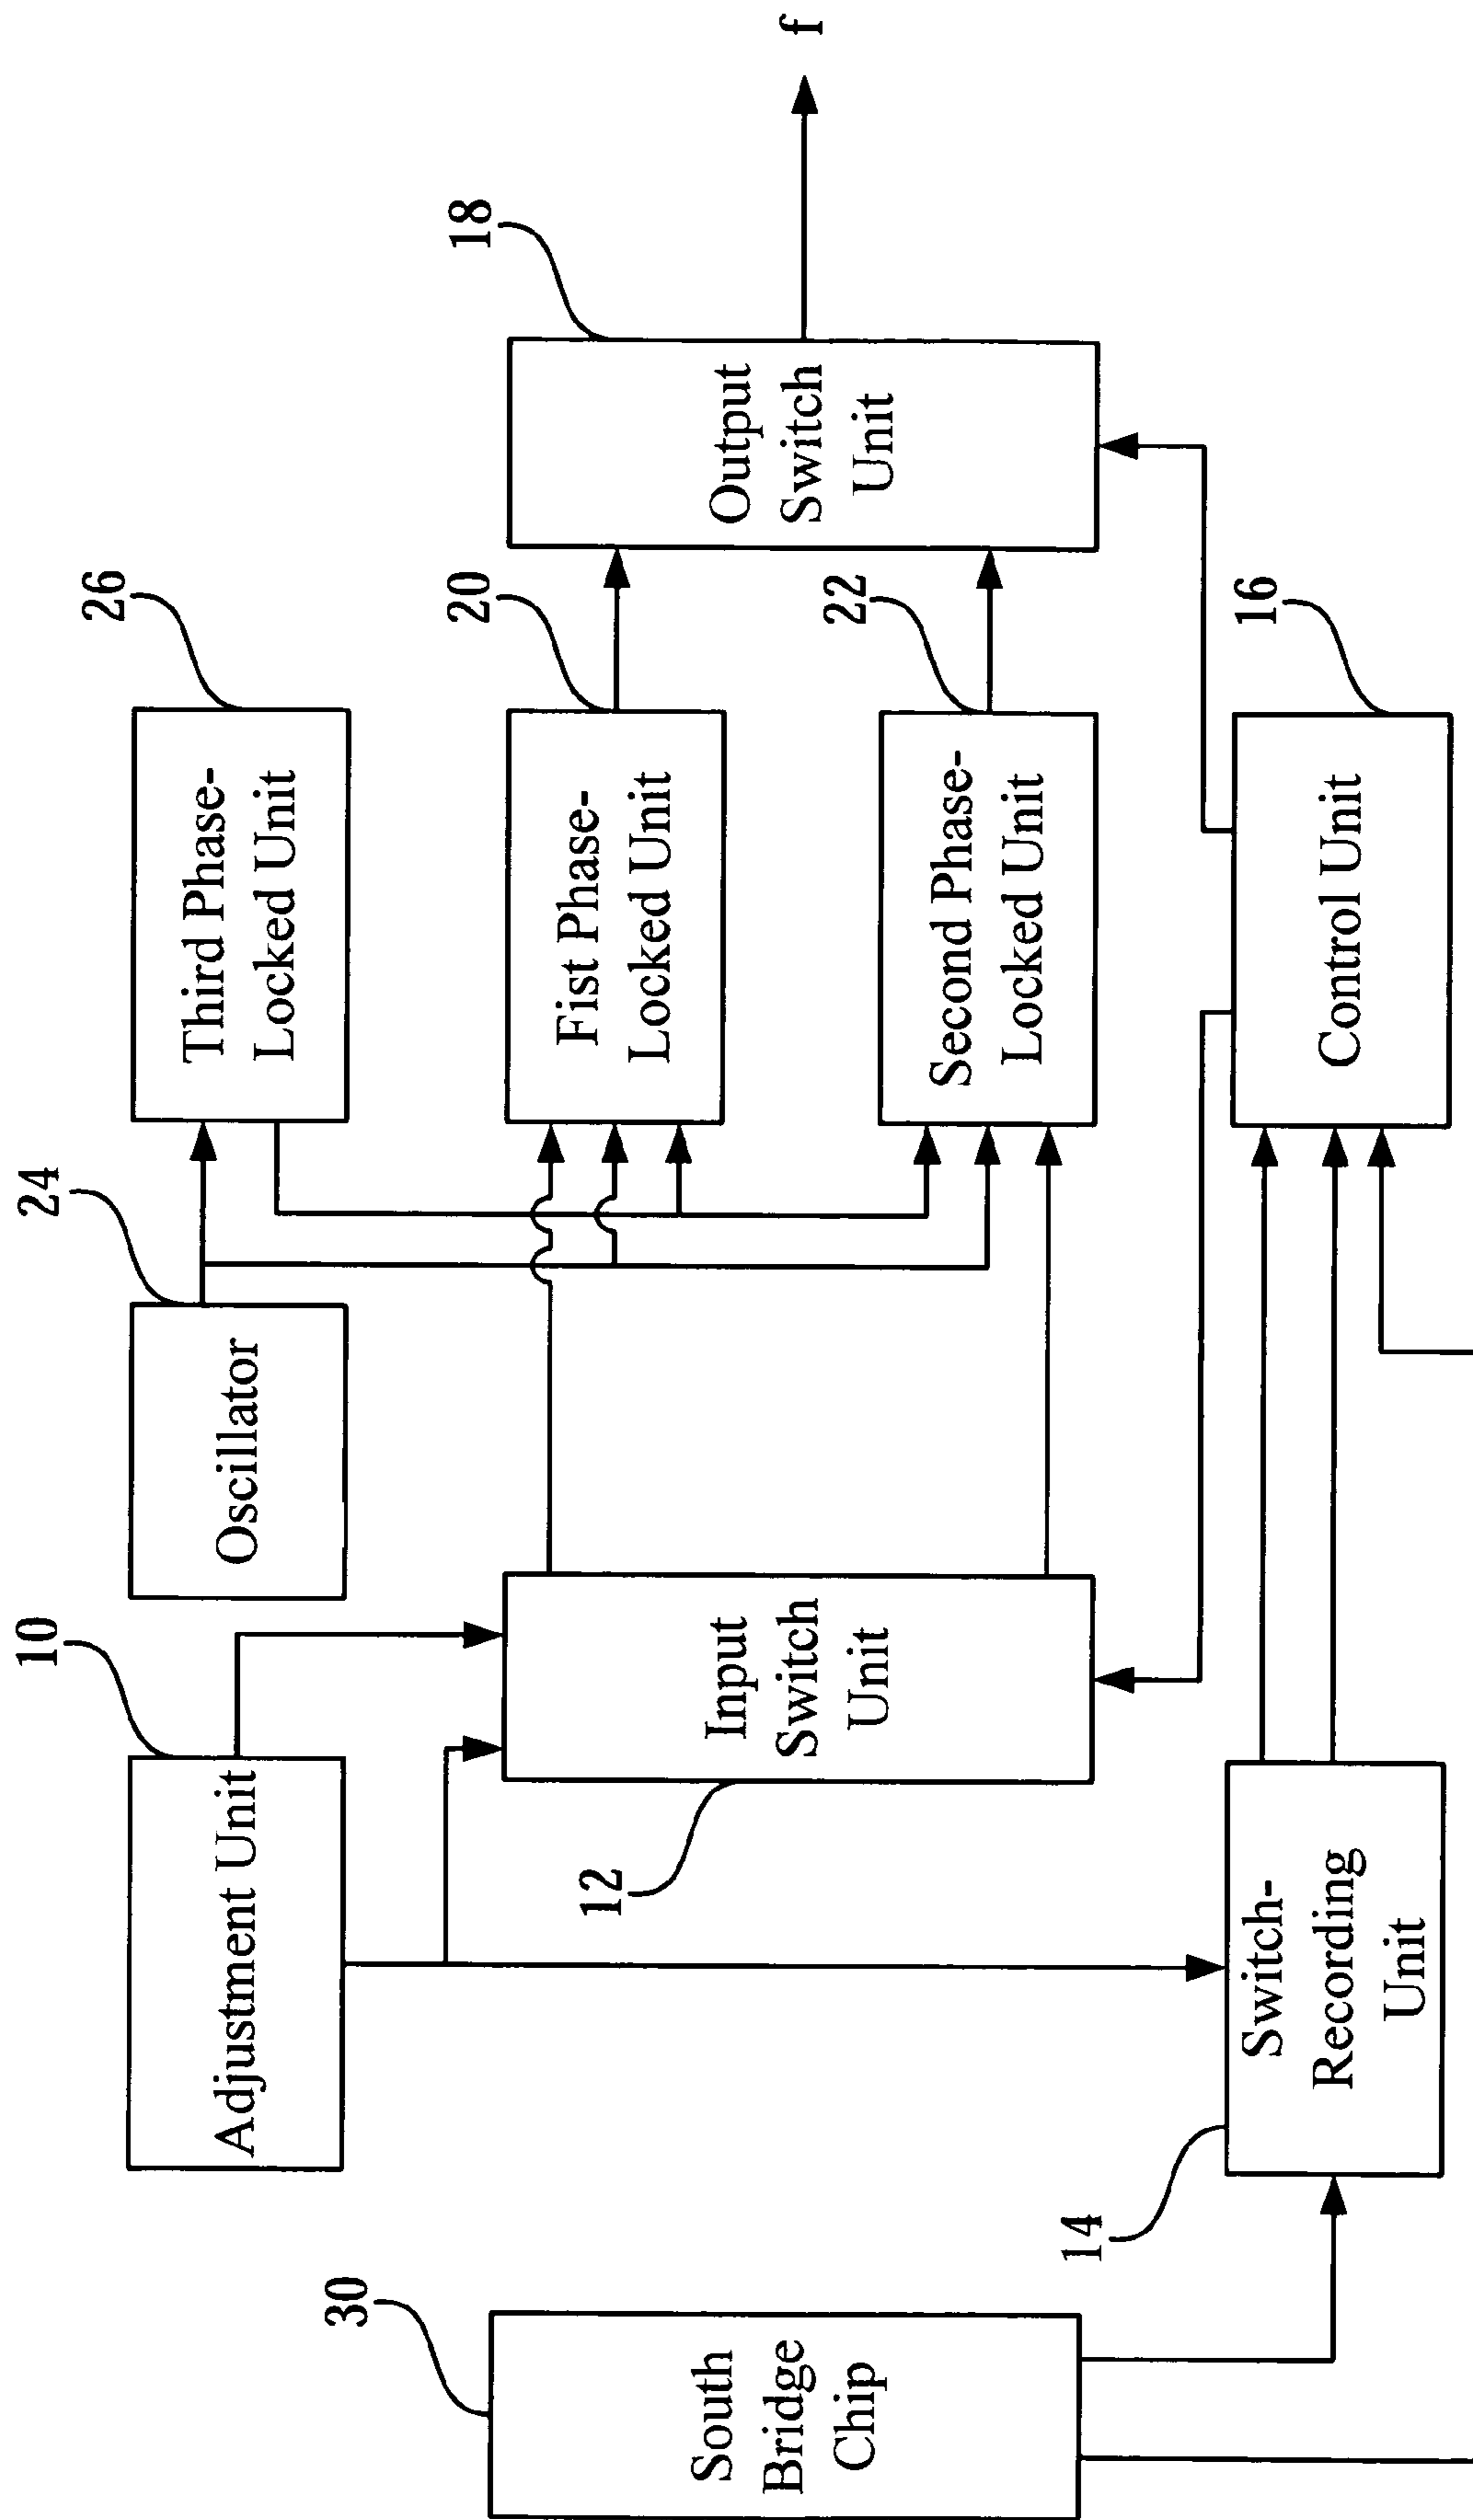 24
26
Oscillator
Third Phase-
Locked Unit
10
Adjustment Unit
30
South
Bridge
Chip
12
Input
Switch
Unit
20
Fist Phase-
Locked Unit
18
Output
Switch
Unit
f
22
Second Phase-
Locked Unit
14
Switch-
Recording
Unit
16
Control Unit